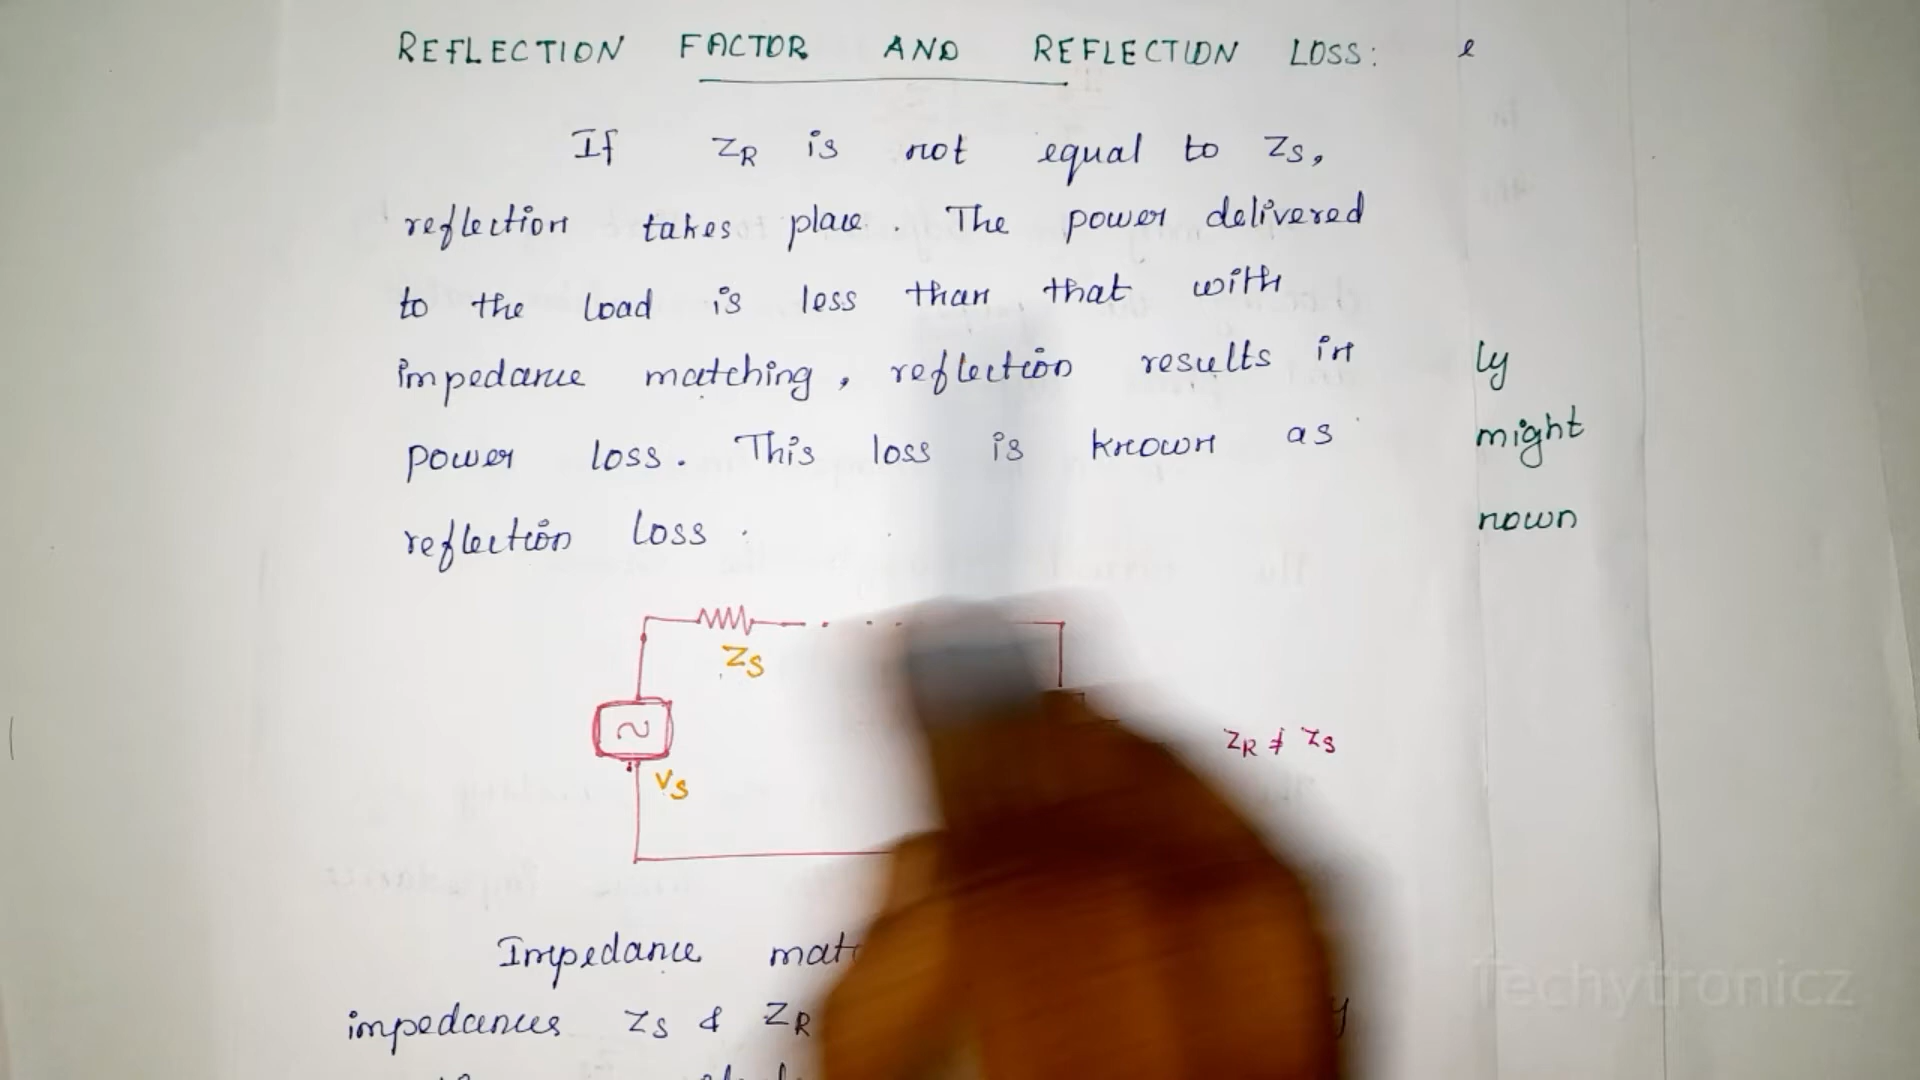 REFLECTION FACTOR AND REFLECTION LOSS: e
If ZR is not equal to Zs,
reflection takes place. The power delivered
to the load is less than that with
impedance matching, reflection results in
ly
might
power loss. This loss is known as
nown
reflection loss.
Zs
ZR ≠ Zs
Vs
Impedance
impedances Zs & ZR
Techytronicz